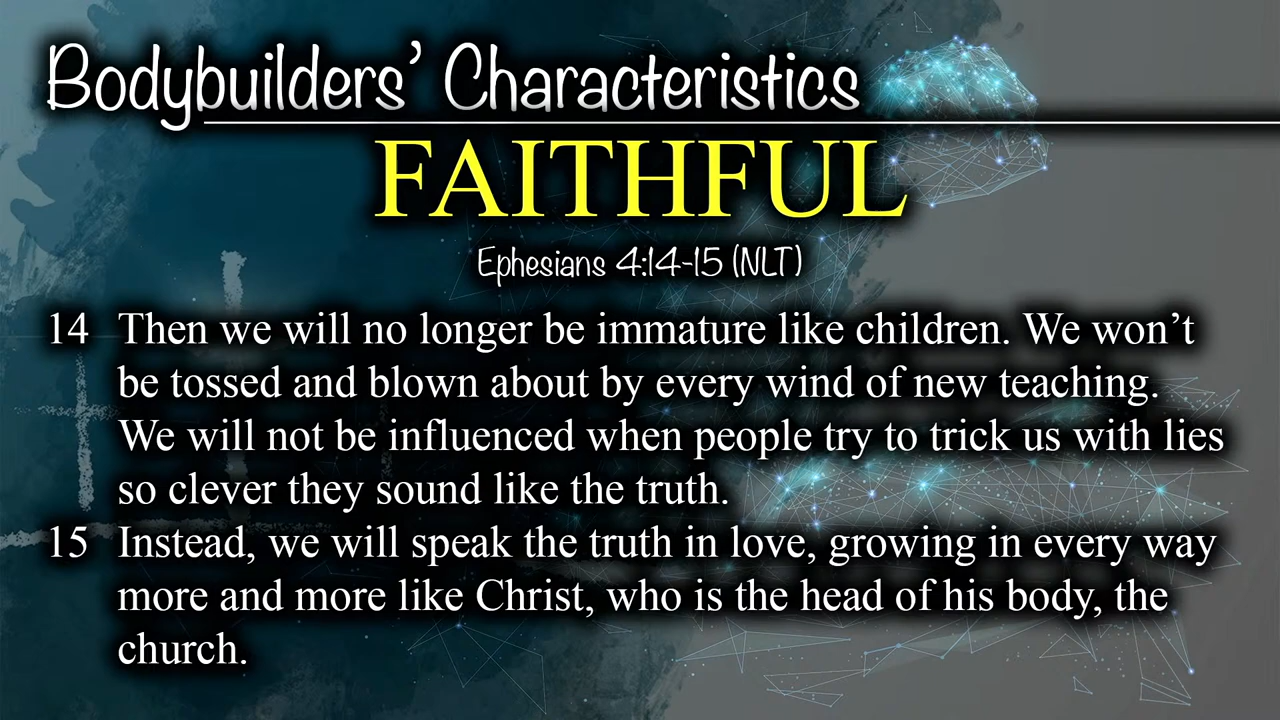 Bodybuilders’ Characteristics
FAITHFUL
Ephesians 4:14-15 (NLT)
14 Then we will no longer be immature like children. We won’t
be tossed and blown about by every wind of new teaching.
We will not be influenced when people try to trick us with lies
so clever they sound like the truth.
15 Instead, we will speak the truth in love, growing in every way
more and more like Christ, who is the head of his body, the
church.